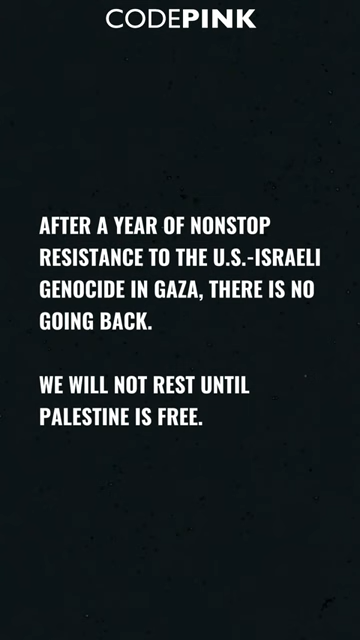 CODEPINK
AFTER A YEAR OF NONSTOP
RESISTANCE TO THE U.S.-ISRAELI
GENOCIDE IN GAZA, THERE IS NO
GOING BACK.
WE WILL NOT REST UNTIL
PALESTINE IS FREE.